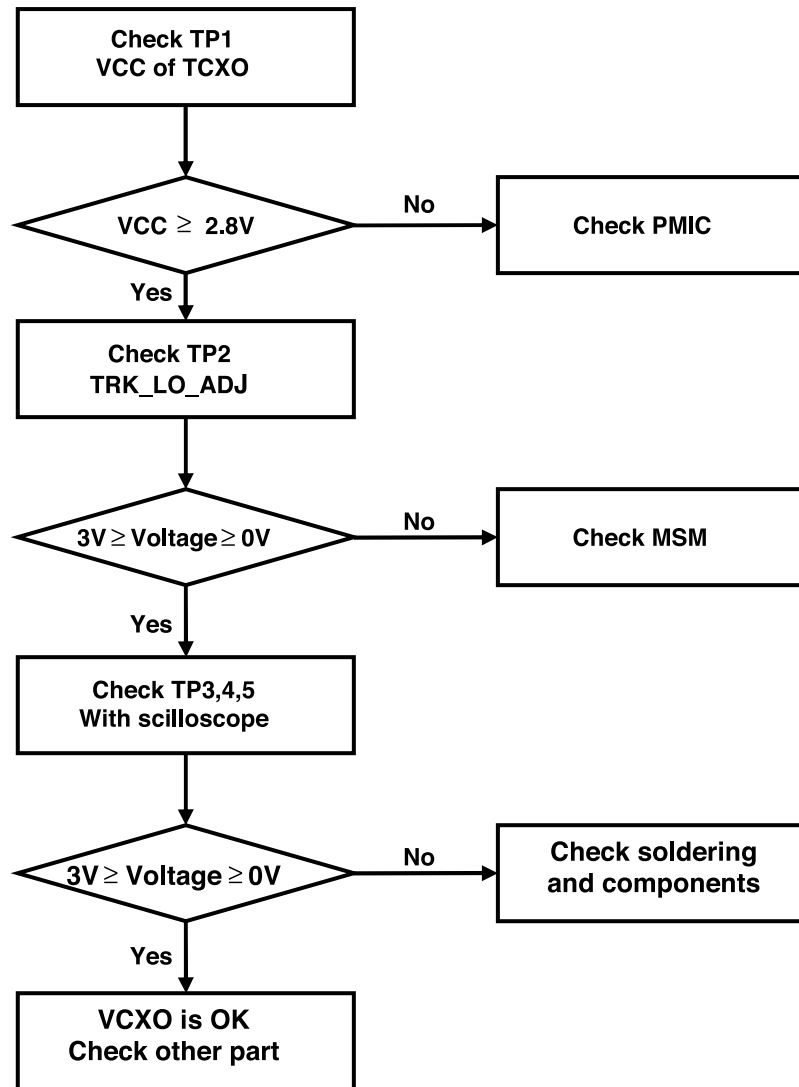 Check TP1
VCC of TCXO
VCC ≥ 2.8V
No
Check PMIC
Yes
Check TP2
TRK_LO_ADJ
3V ≥ Voltage ≥ 0V
No
Check MSM
Yes
Check TP3,4,5
With scilloscope
3V ≥ Voltage ≥ 0V
No
Check soldering
and components
Yes
VCXO is OK
Check other part